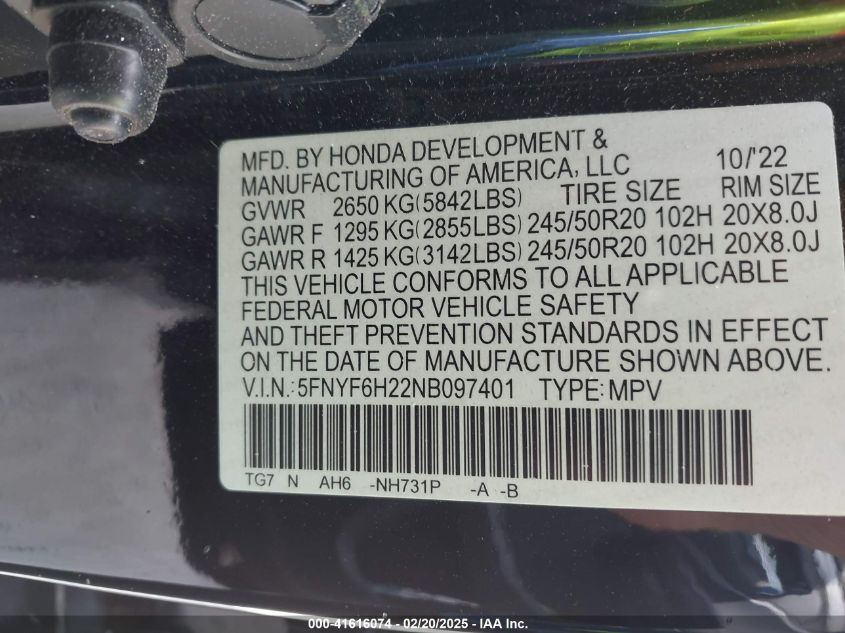 MFD. BY HONDA DEVELOPMENT &
MANUFACTURING OF AMERICA, LLC 10/'22
GVWR 2650 KG(5842LBS) TIRE SIZE RIM SIZE
GAWR F 1295 KG(2855LBS) 245/50R20 102H 20X8.0J
GAWR R 1425 KG(3142LBS) 245/50R20 102H 20X8.0J
THIS VEHICLE CONFORMS TO ALL APPLICABLE
FEDERAL MOTOR VEHICLE SAFETY
AND THEFT PREVENTION STANDARDS IN EFFECT
ON THE DATE OF MANUFACTURE SHOWN ABOVE.
V.I.N.: 5FNYF6H22NB097401 TYPE: MPV
TG7 N AH6 -NH731P -A -B
000-41616074 - 02/20/2025 - IAA Inc.